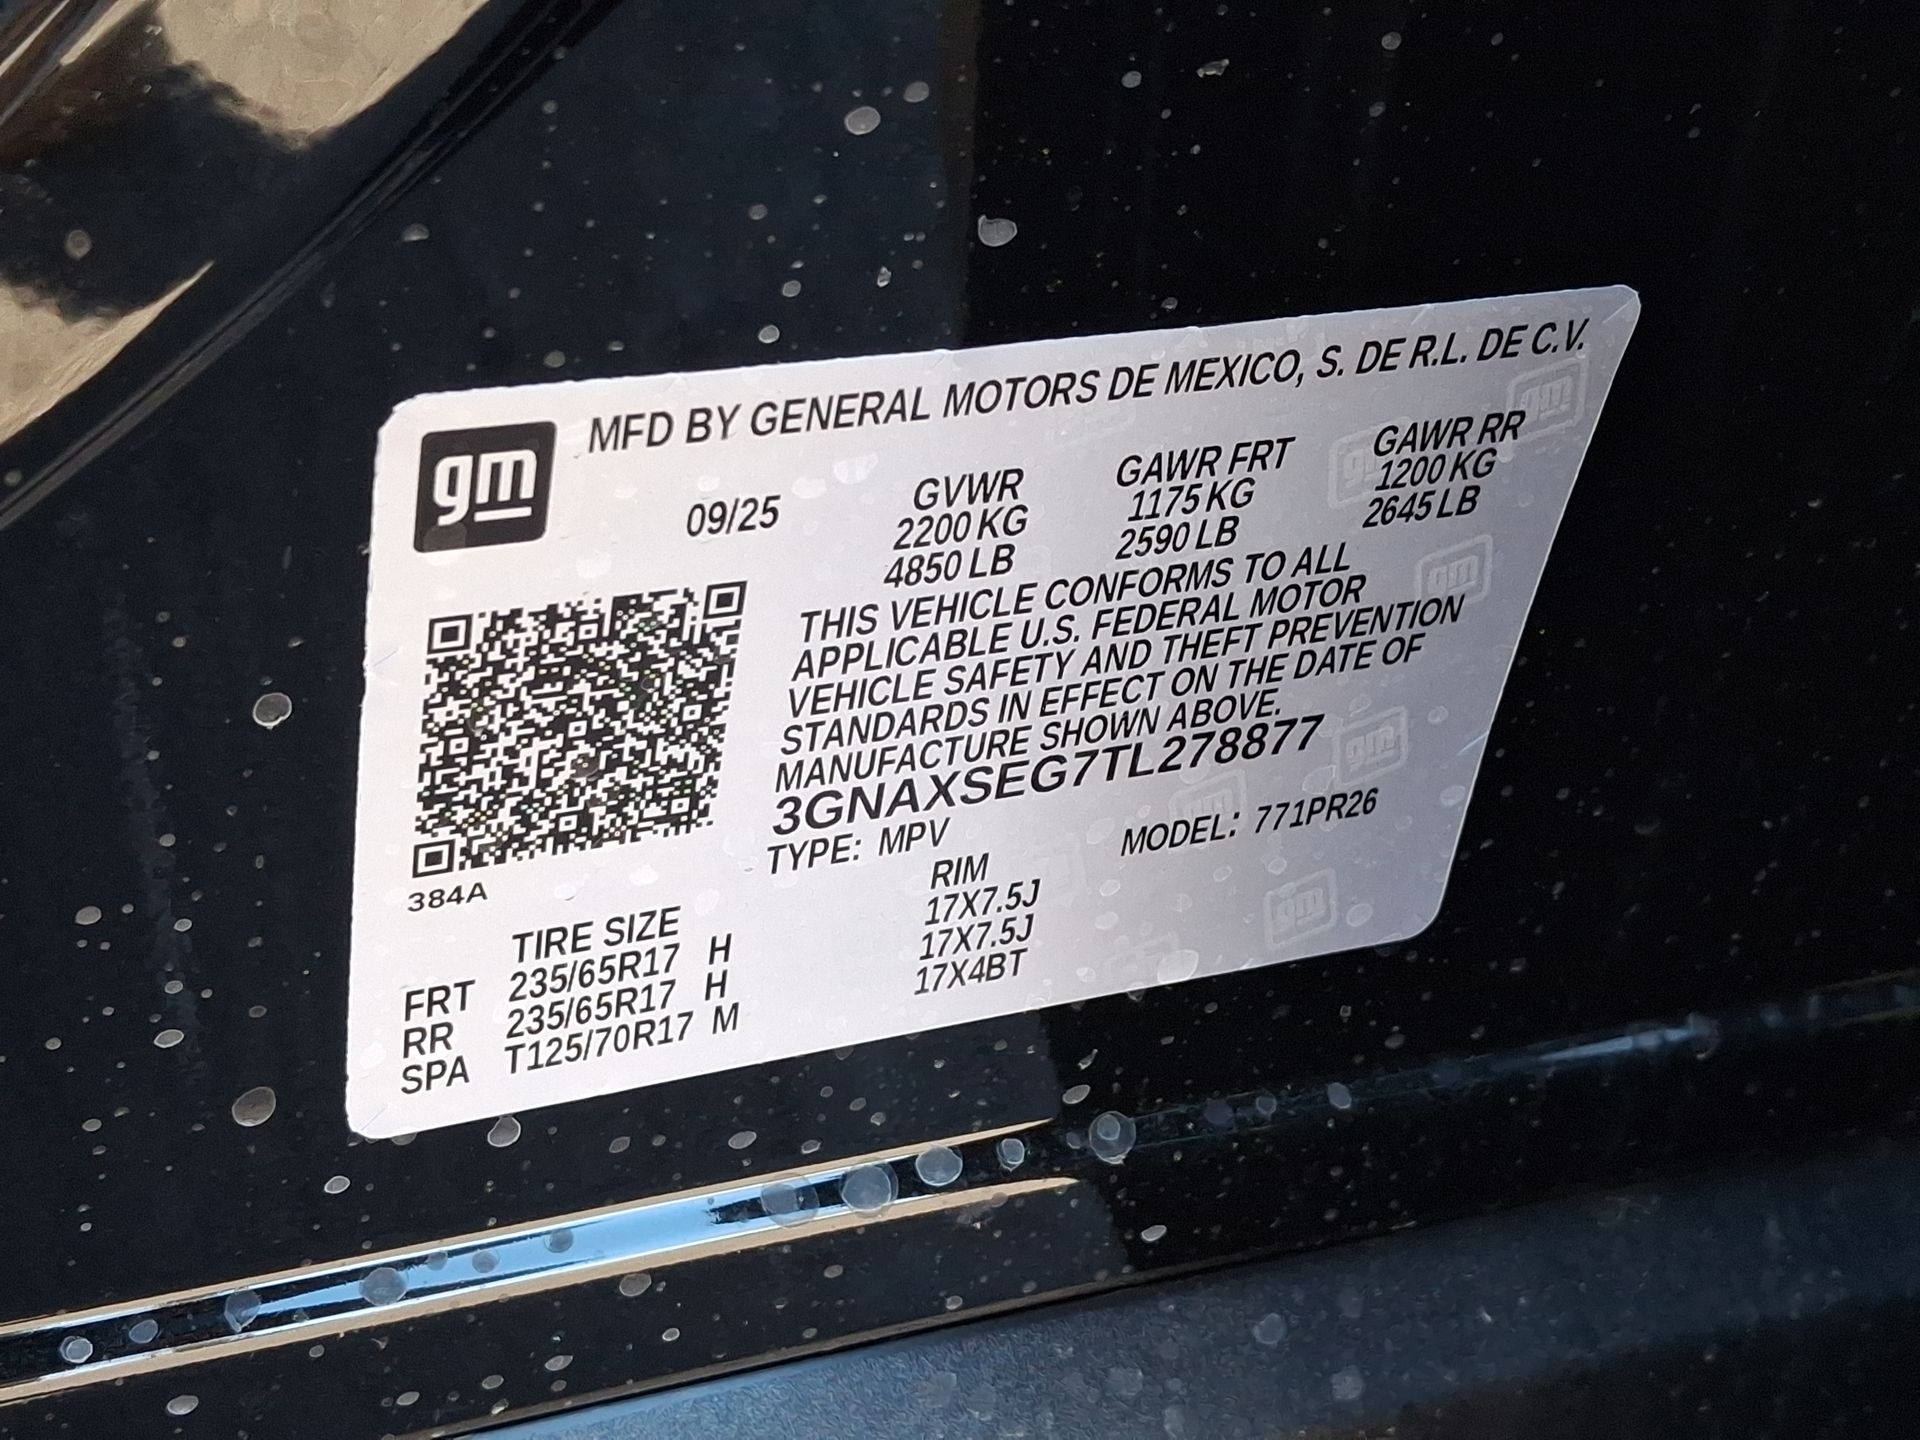 gm
MFD BY GENERAL MOTORS DE MEXICO, S. DE R.L. DE C.V.
09/25
GVWR
2200 KG
4850 LB
GAWR FRT
1175 KG
2590 LB
GAWR RR
1200 KG
2645 LB
THIS VEHICLE CONFORMS TO ALL
APPLICABLE U.S. FEDERAL MOTOR
VEHICLE SAFETY AND THEFT PREVENTION
STANDARDS IN EFFECT ON THE DATE OF
MANUFACTURE SHOWN ABOVE.
3GNAXSEG7TL278877
TYPE: MPV MODEL: 771PR26
384A
TIRE SIZE RIM
FRT 235/65R17 H 17X7.5J
RR 235/65R17 H 17X7.5J
SPA T125/70R17 M 17X4BT